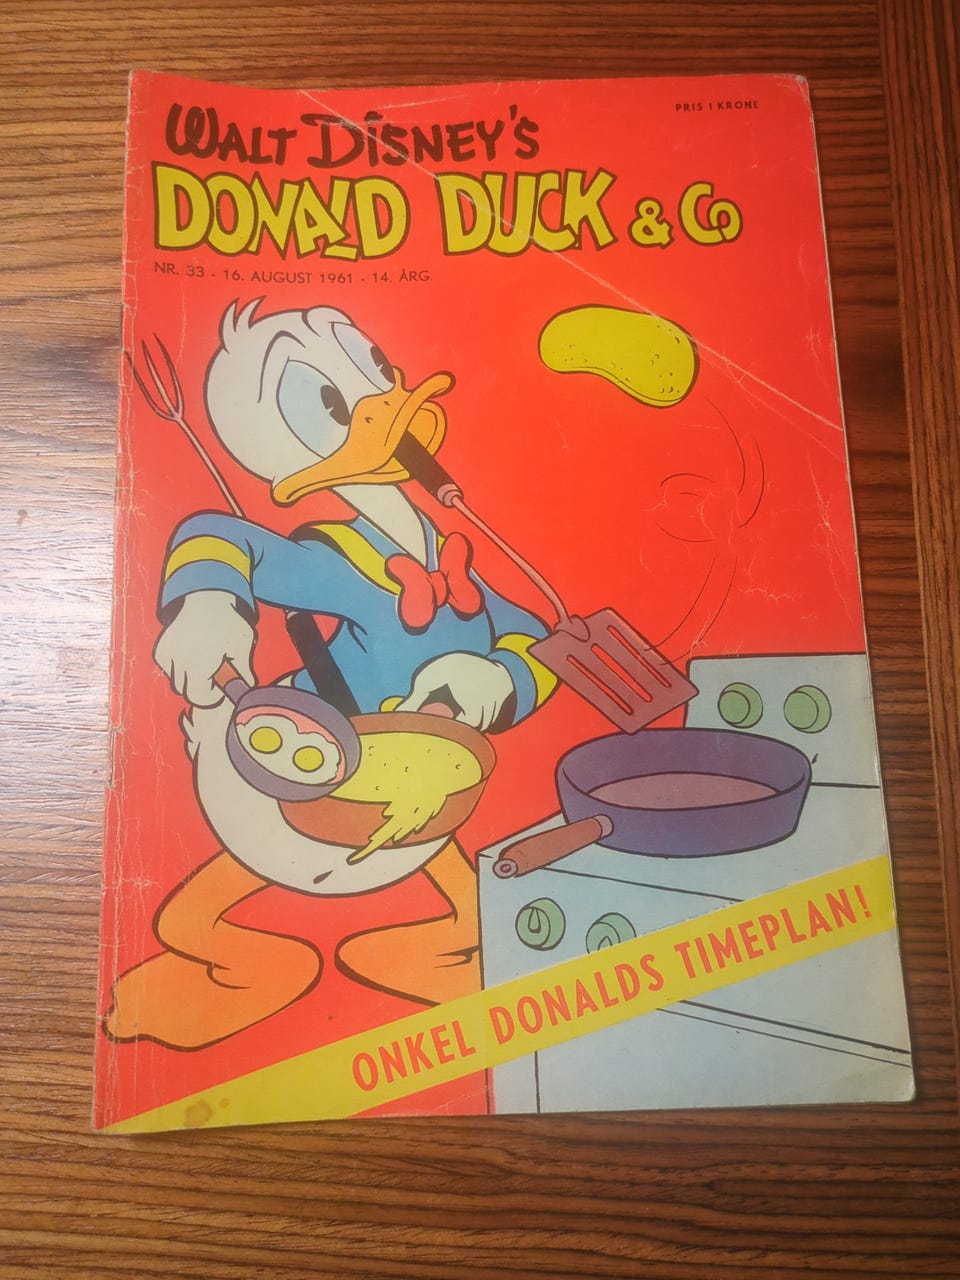 PRIS 1 KRONE
WALT DISNEY'S
DONALD DUCK & Co
NR. 33 - 16. AUGUST 1961 - 14. ÅRG.
ONKEL DONALDS TIMEPLAN!